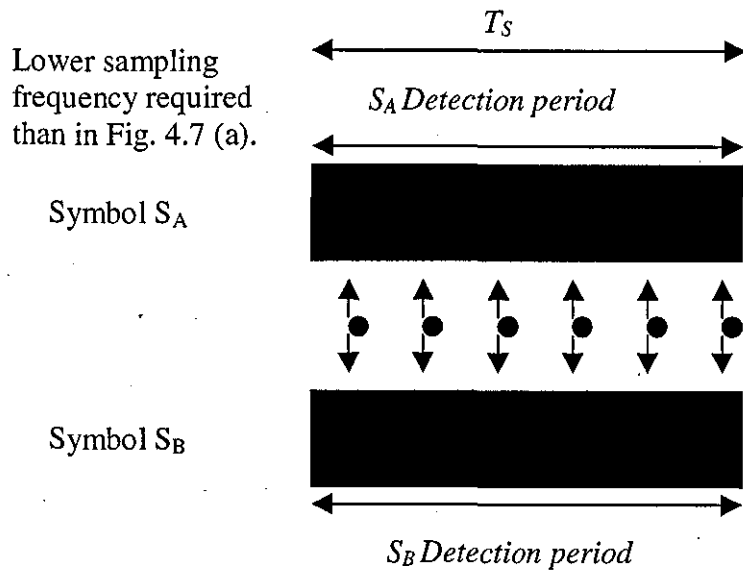 T_S
Lower sampling
frequency required
than in Fig. 4.7 (a).
S_A Detection period
Symbol S_A
Symbol S_B
S_B Detection period